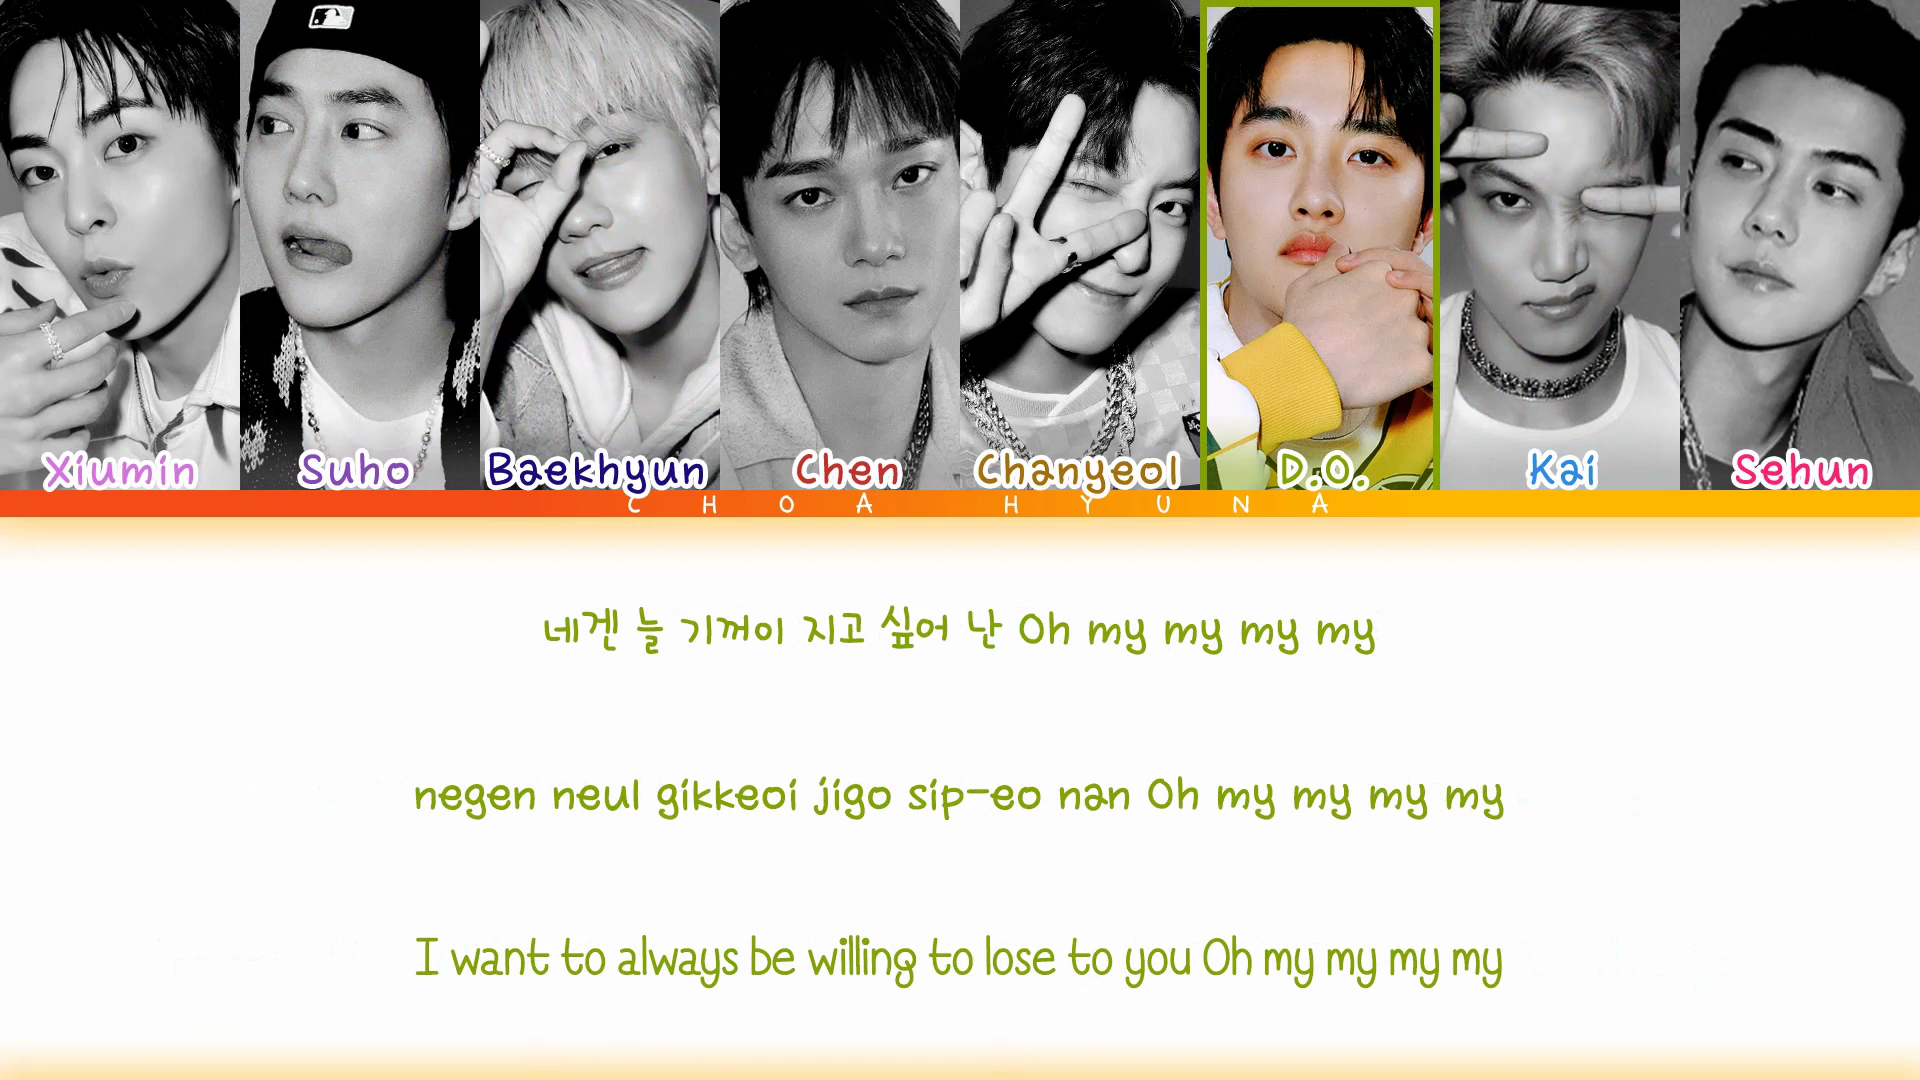 Xiumin Suho Baekhyun Chen Chanyeol D.O. Kai Sehun
CHOA HYUNA
네겐 늘 기꺼이 지고 싶어 난 Oh my my my my
negen neul gikkeoi jigo sip-eo nan Oh my my my my
I want to always be willing to lose to you Oh my my my my